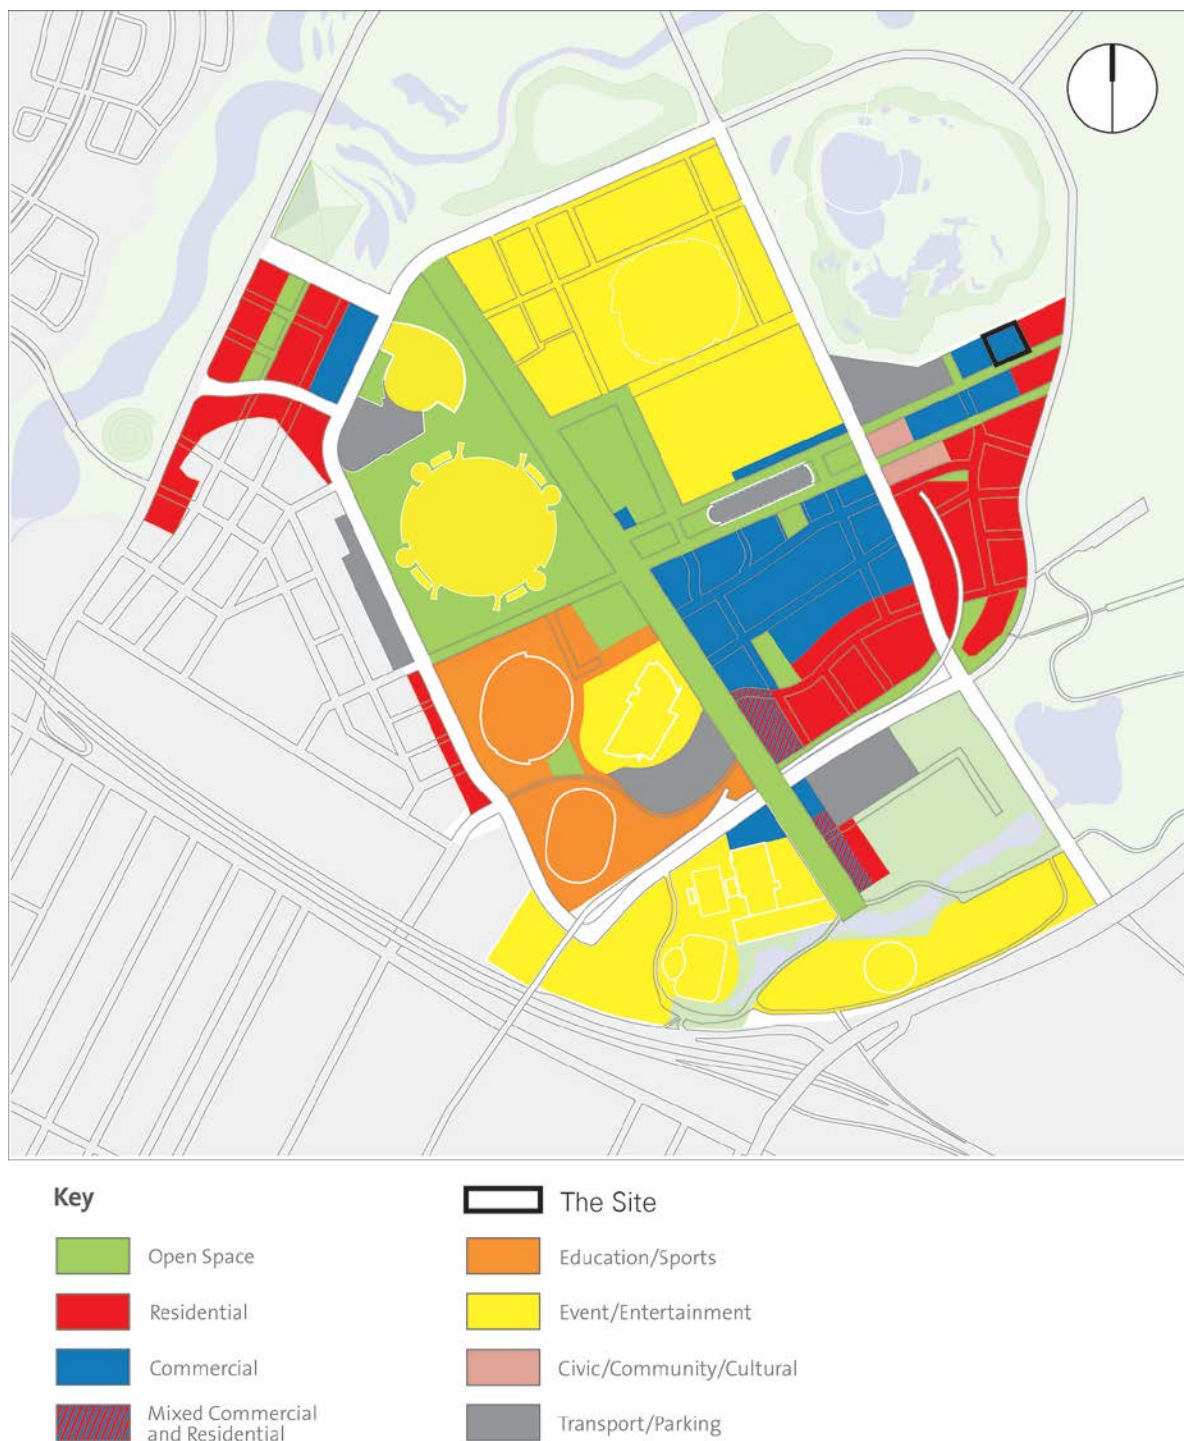 Key
The Site
Open Space
Education/Sports
Residential
Event/Entertainment
Commercial
Civic/Community/Cultural
Mixed Commercial
and Residential
Transport/Parking